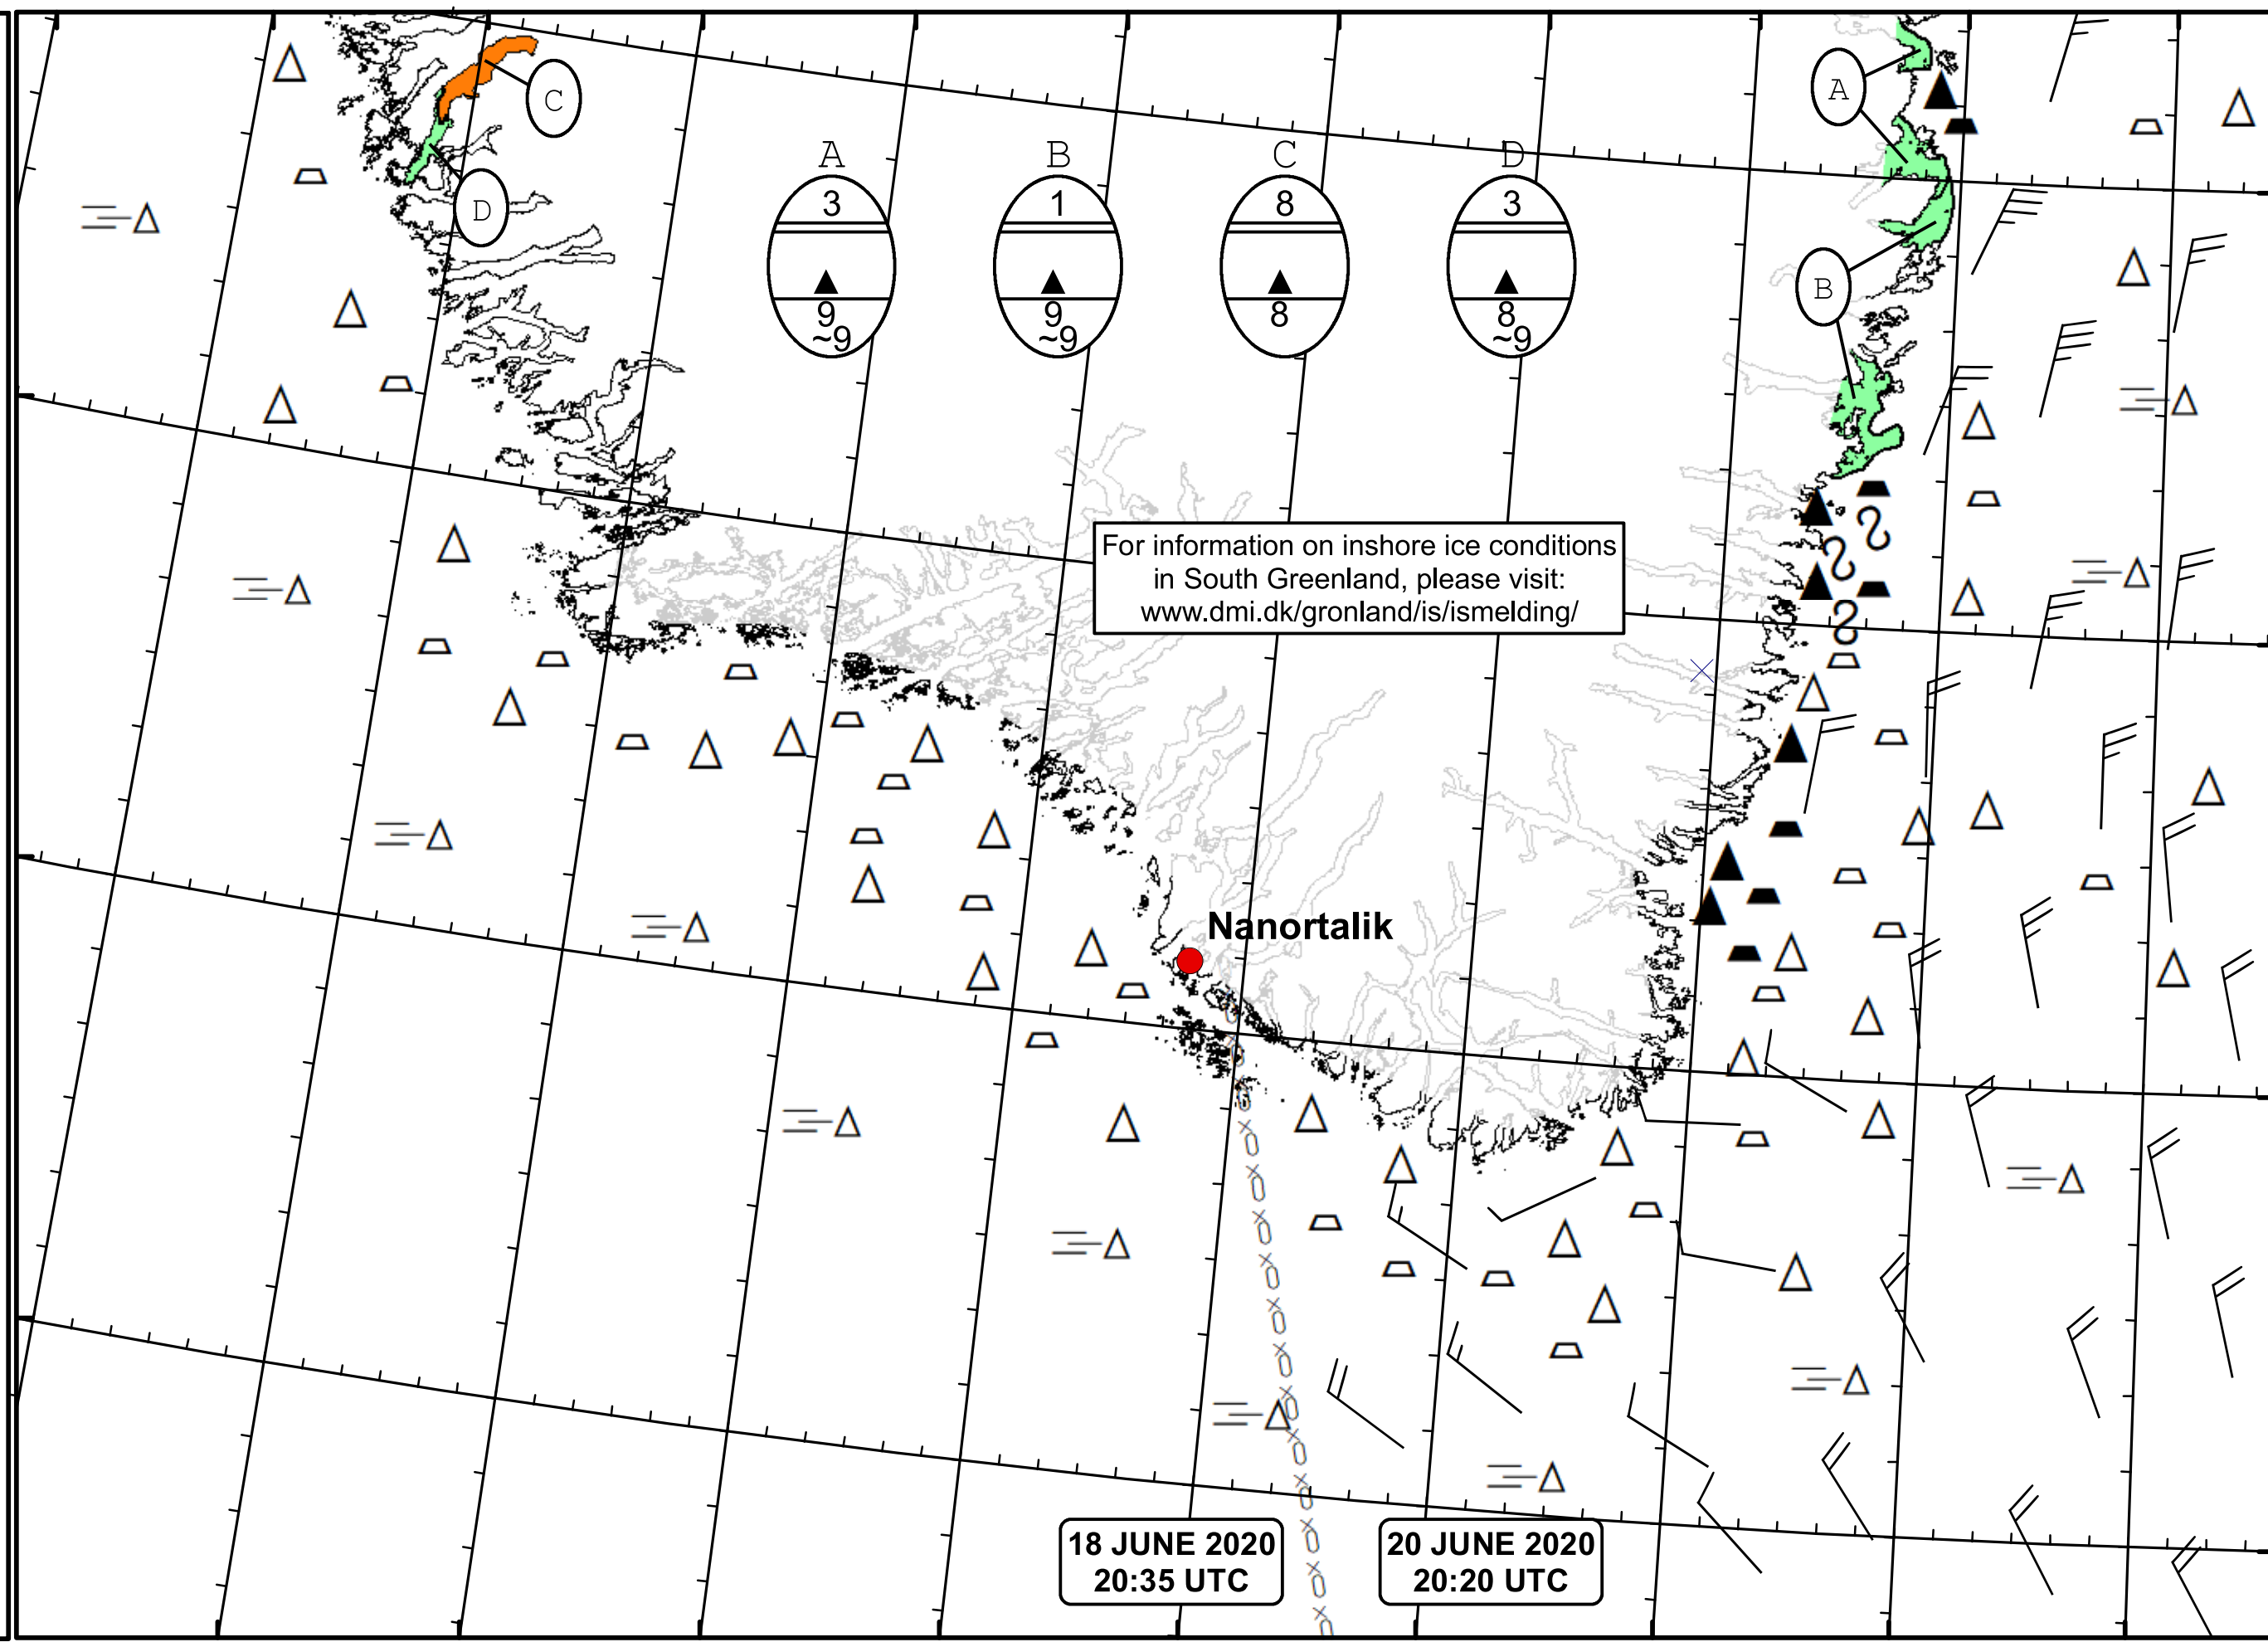 C
D
A
B
A
3
9
~9
B
1
9
~9
C
8
8
D
3
8
~9
For information on inshore ice conditions
in South Greenland, please visit:
www.dmi.dk/gronland/is/ismelding/
Nanortalik
18 JUNE 2020
20:35 UTC
20 JUNE 2020
20:20 UTC